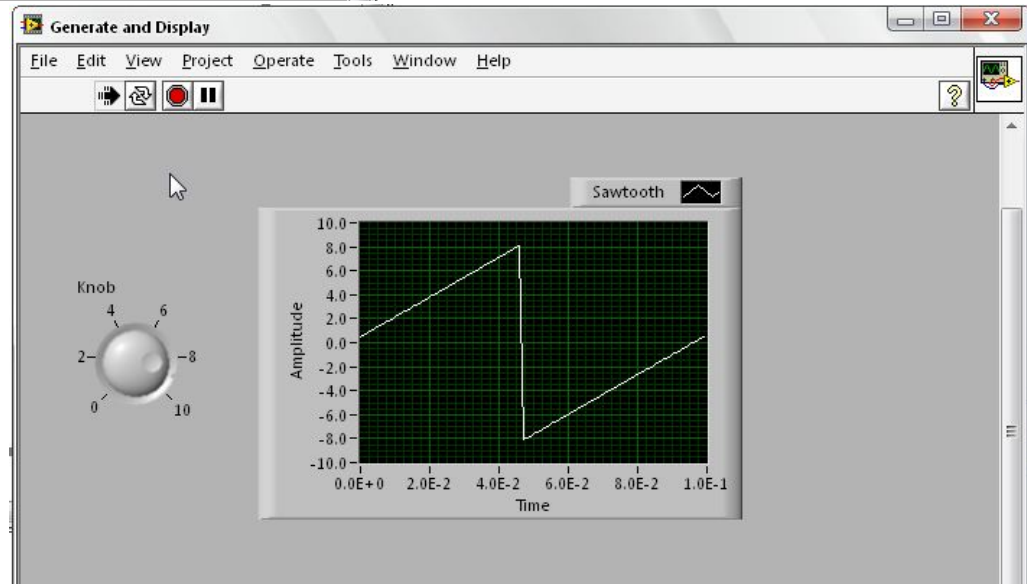 Generate and Display
File Edit View Project Operate Tools Window Help
?
Sawtooth
Knob
4 6
2 8
0 10
Amplitude
10.0
8.0
6.0
4.0
2.0
0.0
-2.0
-4.0
-6.0
-8.0
-10.0
0.0E+0 2.0E-2 4.0E-2 6.0E-2 8.0E-2 1.0E-1
Time